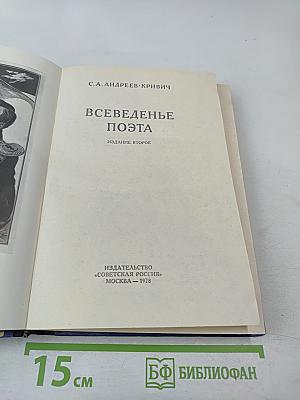 С. А. АНДРЕЕВ-КРИВИЧ
ВСЕВЕДЕНЬЕ
ПОЭТА
ИЗДАНИЕ ВТОРОЕ
ИЗДАТЕЛЬСТВО
«СОВЕТСКАЯ РОССИЯ»
МОСКВА — 1978
15 см
БФ БИБЛИОФАН